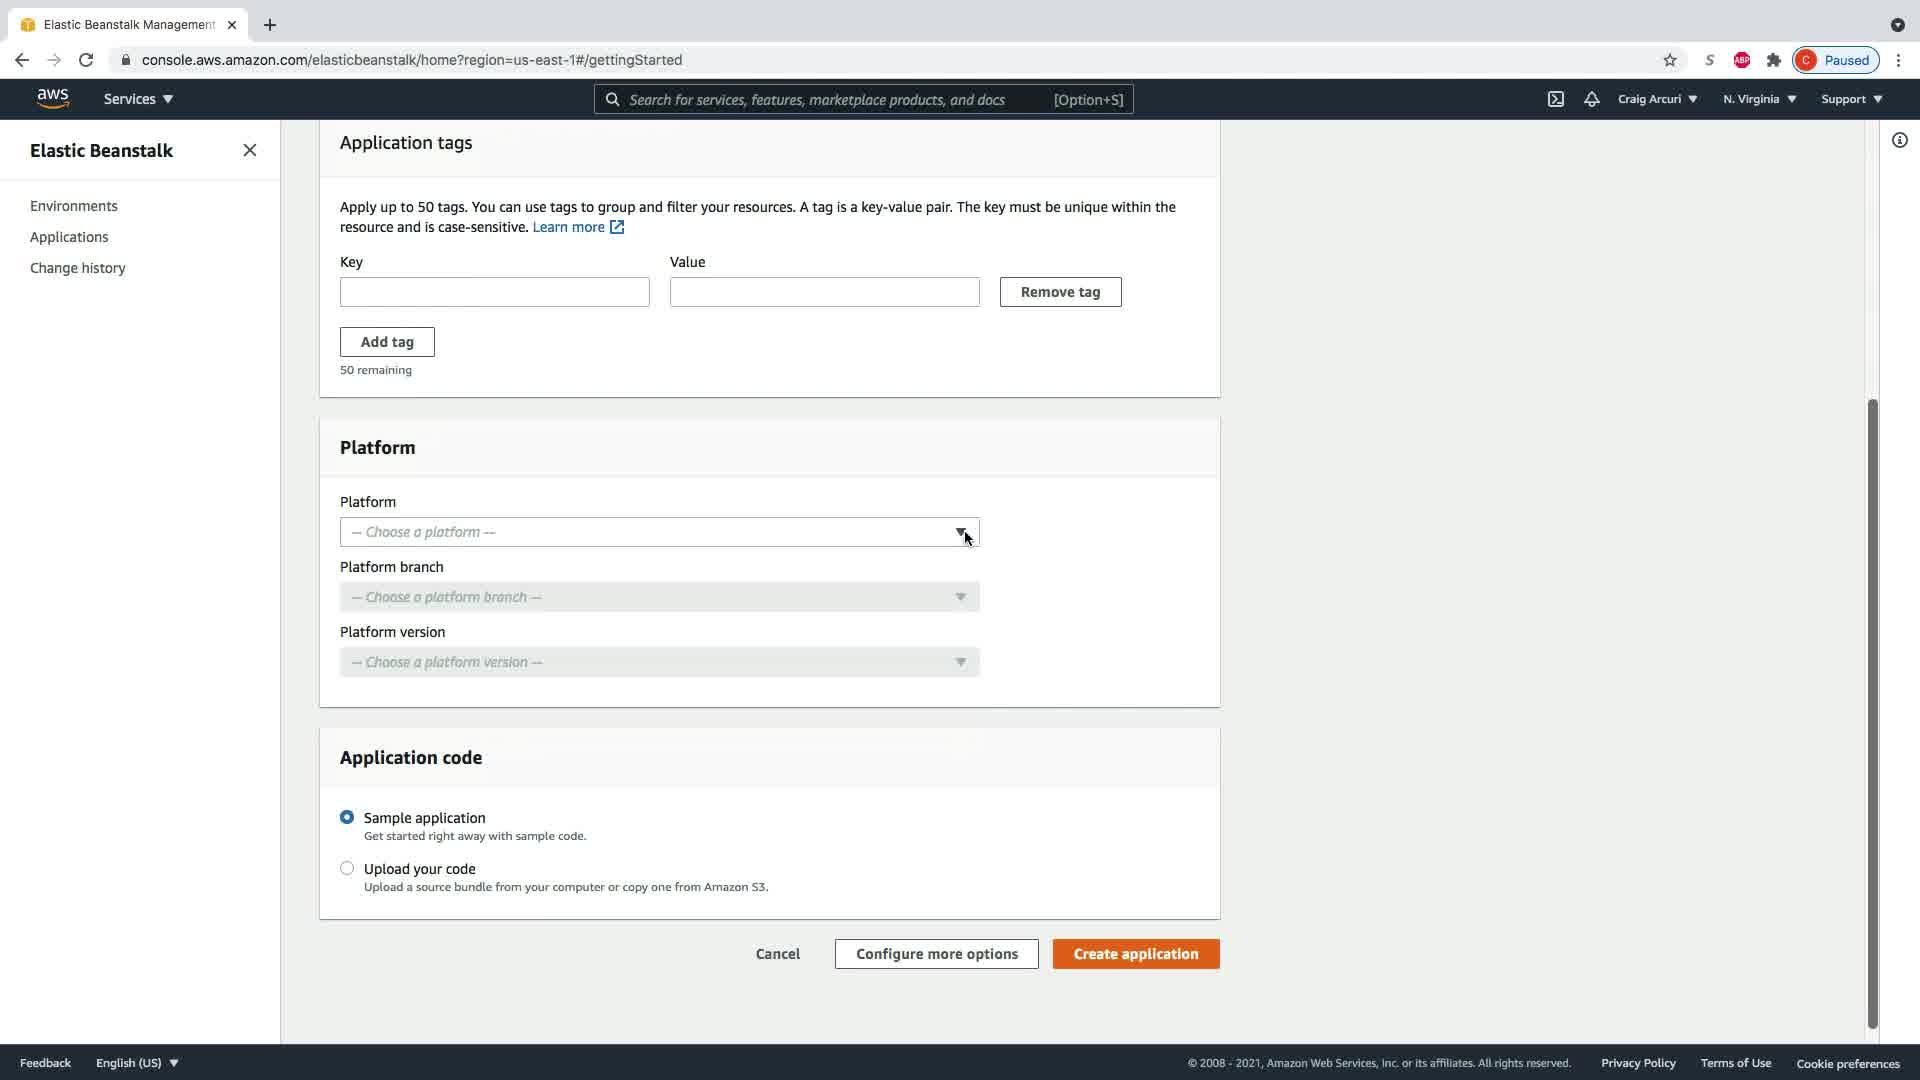 Elastic Beanstalk Management
console.aws.amazon.com/elasticbeanstalk/home?region=us-east-1#/gettingStarted
S
ABP
C Paused
aws
Services
Search for services, features, marketplace products, and docs [Option+S]
Craig Arcuri
N. Virginia
Support
Elastic Beanstalk
Environments
Applications
Change history
Application tags
Apply up to 50 tags. You can use tags to group and filter your resources. A tag is a key-value pair. The key must be unique within the
resource and is case-sensitive. Learn more
Key
Value
Remove tag
Add tag
50 remaining
Platform
Platform
-- Choose a platform --
Platform branch
-- Choose a platform branch --
Platform version
-- Choose a platform version --
Application code
Sample application
Get started right away with sample code.
Upload your code
Upload a source bundle from your computer or copy one from Amazon S3.
Cancel
Configure more options
Create application
Feedback
English (US)
© 2008 - 2021, Amazon Web Services, Inc. or its affiliates. All rights reserved.
Privacy Policy
Terms of Use
Cookie preferences